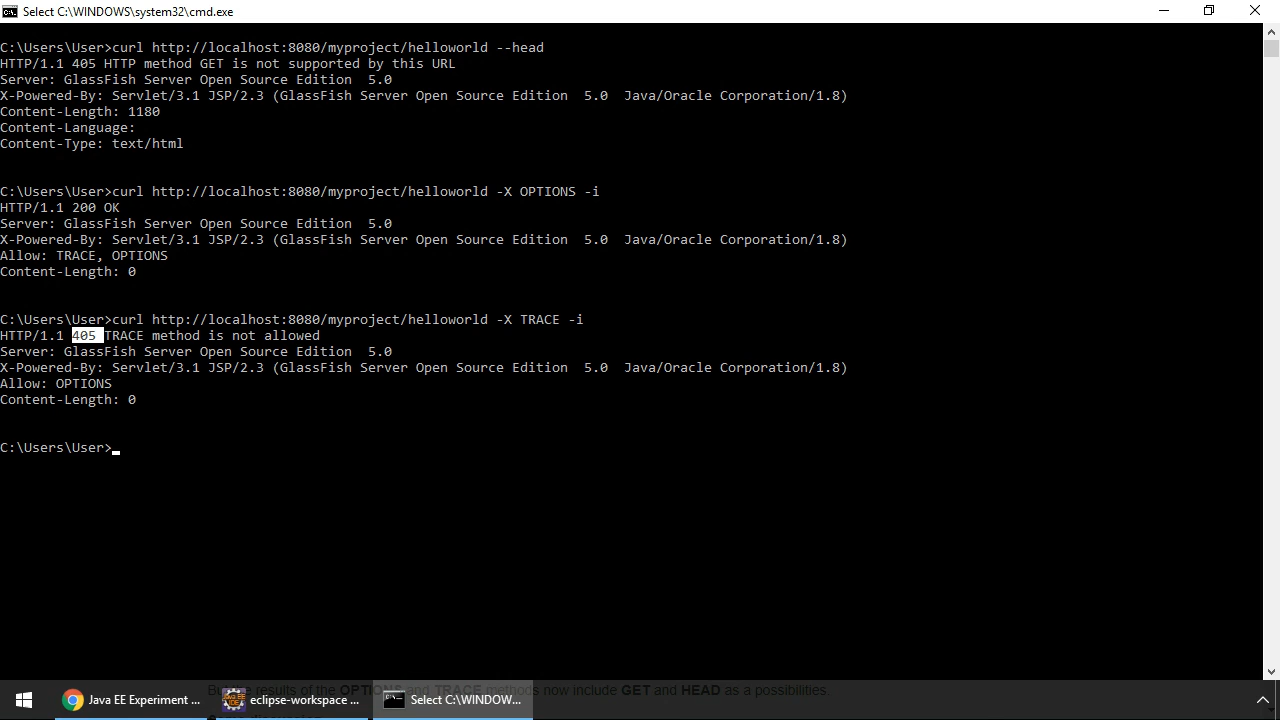 Select C:\WINDOWS\system32\cmd.exe
C:\Users\User>curl http://localhost:8080/myproject/helloworld --head
HTTP/1.1 405 HTTP method GET is not supported by this URL
Server: GlassFish Server Open Source Edition  5.0
X-Powered-By: Servlet/3.1 JSP/2.3 (GlassFish Server Open Source Edition  5.0  Java/Oracle Corporation/1.8)
Content-Length: 1180
Content-Language:
Content-Type: text/html
C:\Users\User>curl http://localhost:8080/myproject/helloworld -X OPTIONS -i
HTTP/1.1 200 OK
Server: GlassFish Server Open Source Edition  5.0
X-Powered-By: Servlet/3.1 JSP/2.3 (GlassFish Server Open Source Edition  5.0  Java/Oracle Corporation/1.8)
Allow: TRACE, OPTIONS
Content-Length: 0
C:\Users\User>curl http://localhost:8080/myproject/helloworld -X TRACE -i
HTTP/1.1 405 TRACE method is not allowed
Server: GlassFish Server Open Source Edition  5.0
X-Powered-By: Servlet/3.1 JSP/2.3 (GlassFish Server Open Source Edition  5.0  Java/Oracle Corporation/1.8)
Allow: OPTIONS
Content-Length: 0
C:\Users\User>
results of the OPTIONS and TRACE methods now include GET and HEAD as a possibilities
Java EE Experiment ...
eclipse-workspace ...
Select C:\WINDOW...